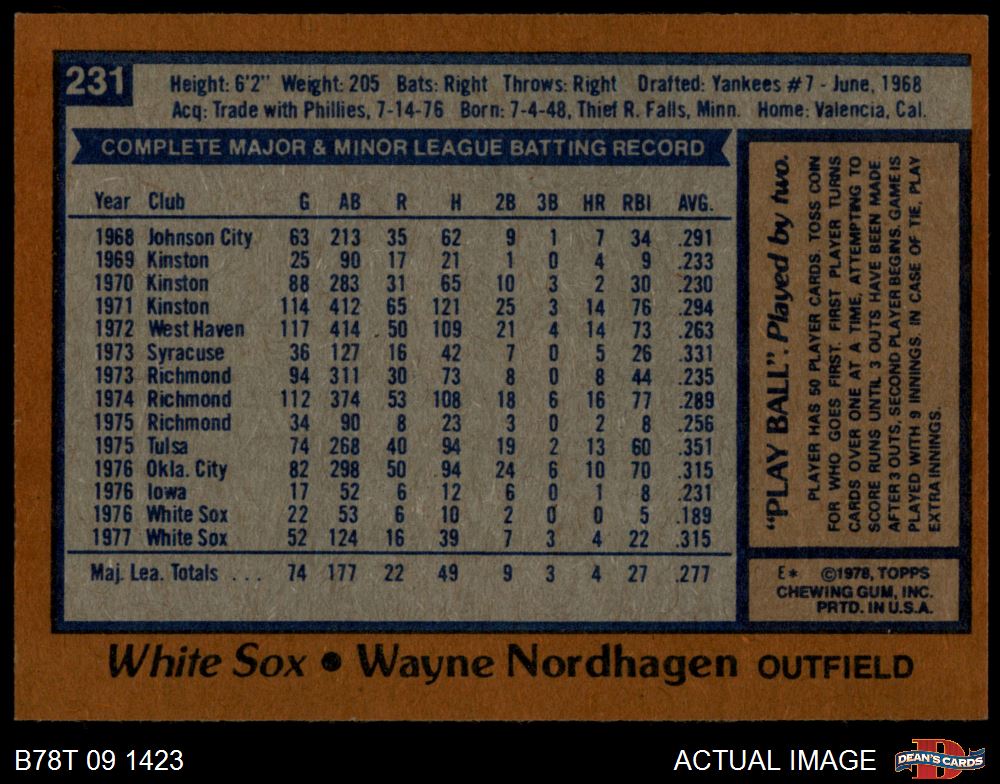 231
Height: 6'2" Weight: 205 Bats: Right Throws: Right Drafted: Yankees #7 - June, 1968
Acq: Trade with Phillies, 7-14-76 Born: 7-4-48, Thief R. Falls, Minn. Home: Valencia, Cal.
COMPLETE MAJOR & MINOR LEAGUE BATTING RECORD
Year Club G AB R H 2B 3B HR RBI AVG.
1968 Johnson City 63 213 35 62 9 1 7 34 .291
1969 Kinston 25 90 17 21 1 0 4 9 .233
1970 Kinston 88 283 31 65 10 3 2 30 .230
1971 Kinston 114 412 65 121 25 3 14 76 .294
1972 West Haven 117 414 50 109 21 4 14 73 .263
1973 Syracuse 36 127 16 42 7 0 5 26 .331
1973 Richmond 94 311 30 73 8 0 8 44 .235
1974 Richmond 112 374 53 108 18 6 16 77 .289
1975 Richmond 34 90 8 23 3 0 2 8 .256
1975 Tulsa 74 268 40 94 19 2 13 60 .351
1976 Okla. City 82 298 50 94 24 6 10 70 .315
1976 Iowa 17 52 6 12 6 0 1 8 .231
1976 White Sox 22 53 6 10 2 0 0 5 .189
1977 White Sox 52 124 16 39 7 3 4 22 .315
Maj. Lea. Totals . . . 74 177 22 49 9 3 4 27 .277
"PLAY BALL". Played by two.
PLAYER HAS 50 PLAYER CARDS. TOSS COIN
FOR WHO GOES FIRST. FIRST PLAYER TURNS
CARDS OVER ONE AT A TIME, ATTEMPTING TO
SCORE RUNS UNTIL 3 OUTS HAVE BEEN MADE
AFTER 3 OUTS, SECOND PLAYER BEGINS. GAME IS
PLAYED WITH 9 INNINGS. IN CASE OF TIE, PLAY
EXTRA INNINGS.
E* ©1978, TOPPS
CHEWING GUM, INC.
PRTD. IN U.S.A.
White Sox • Wayne Nordhagen OUTFIELD
B78T 09 1423
ACTUAL IMAGE
D
DEAN'S CARDS